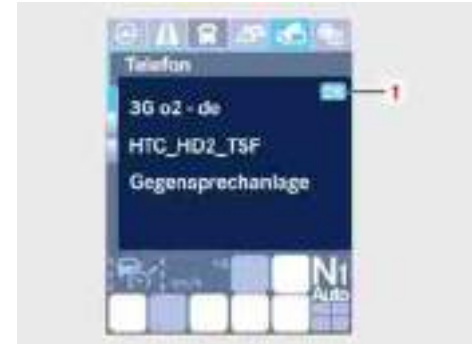 Telefon
1
3G o2 - de
HTC_HD2_TSF
Gegensprechanlage
N1
Auto